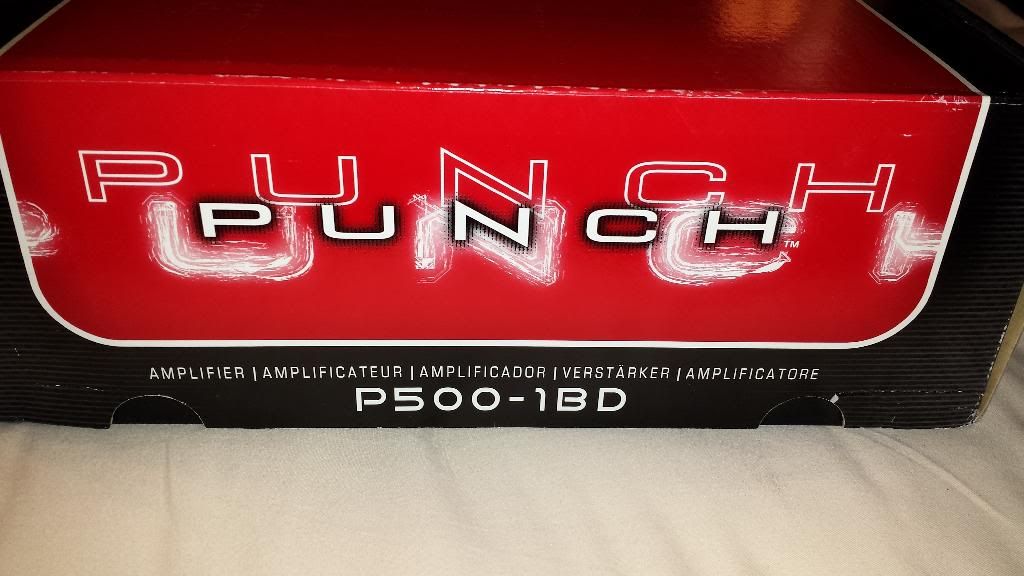 PUNCH
PUNCH™
AMPLIFIER | AMPLIFICATEUR | AMPLIFICADOR | VERSTÄRKER | AMPLIFICATORE
P500-1BD